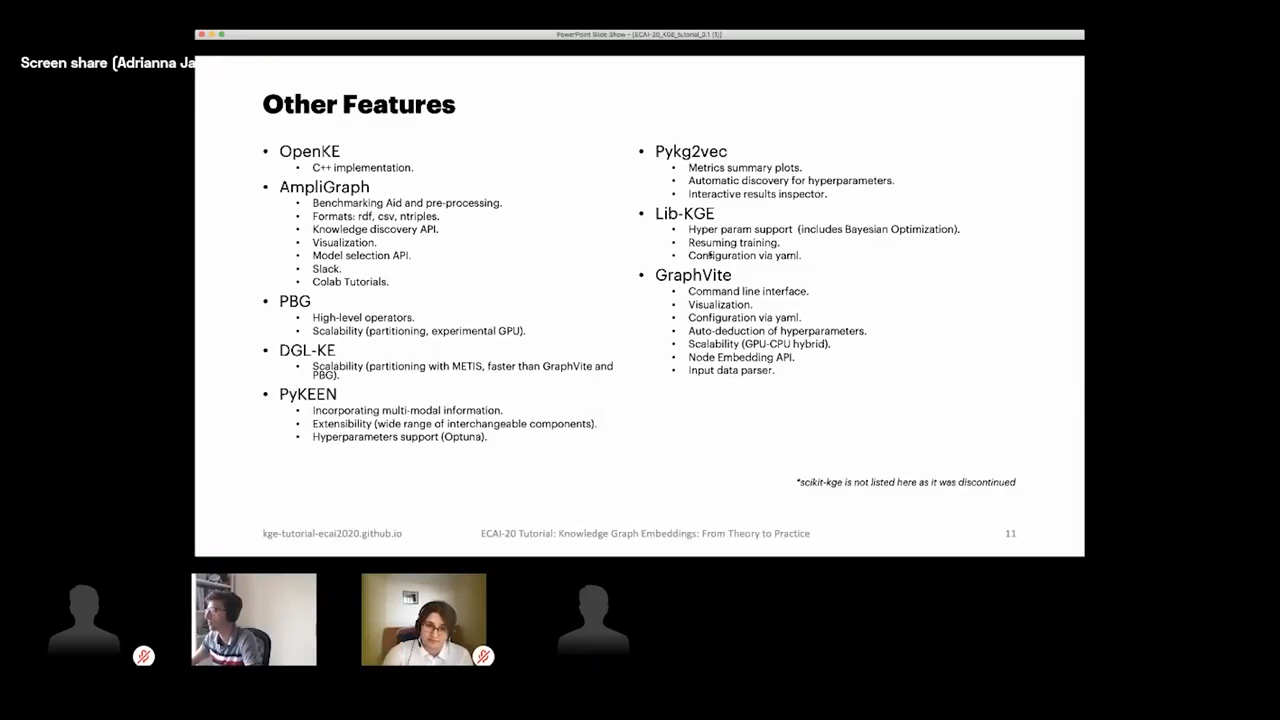 PowerPoint Slide Show - [ECAI-20_KGE_tutorial_3.1 [1]]
Screen share (Adrianna Ja
Other Features
• OpenKE
• C++ implementation.
• AmpliGraph
• Benchmarking Aid and pre-processing.
• Formats: rdf, csv, ntriples.
• Knowledge discovery API.
• Visualization.
• Model selection API.
• Slack.
• Colab Tutorials.
• PBG
• High-level operators.
• Scalability (partitioning, experimental GPU).
• DGL-KE
• Scalability (partitioning with METIS, faster than GraphVite and
PBG).
• PyKEEN
• Incorporating multi-modal information.
• Extensibility (wide range of interchangeable components).
• Hyperparameters support (Optuna).
• Pykg2vec
• Metrics summary plots.
• Automatic discovery for hyperparameters.
• Interactive results inspector.
• Lib-KGE
• Hyper param support (includes Bayesian Optimization).
• Resuming training.
• Configuration via yaml.
• GraphVite
• Command line interface.
• Visualization.
• Configuration via yaml.
• Auto-deduction of hyperparameters.
• Scalability (GPU-CPU hybrid).
• Node Embedding API.
• Input data parser.
*scikit-kge is not listed here as it was discontinued
kge-tutorial-ecai2020.github.io
ECAI-20 Tutorial: Knowledge Graph Embeddings: From Theory to Practice
11